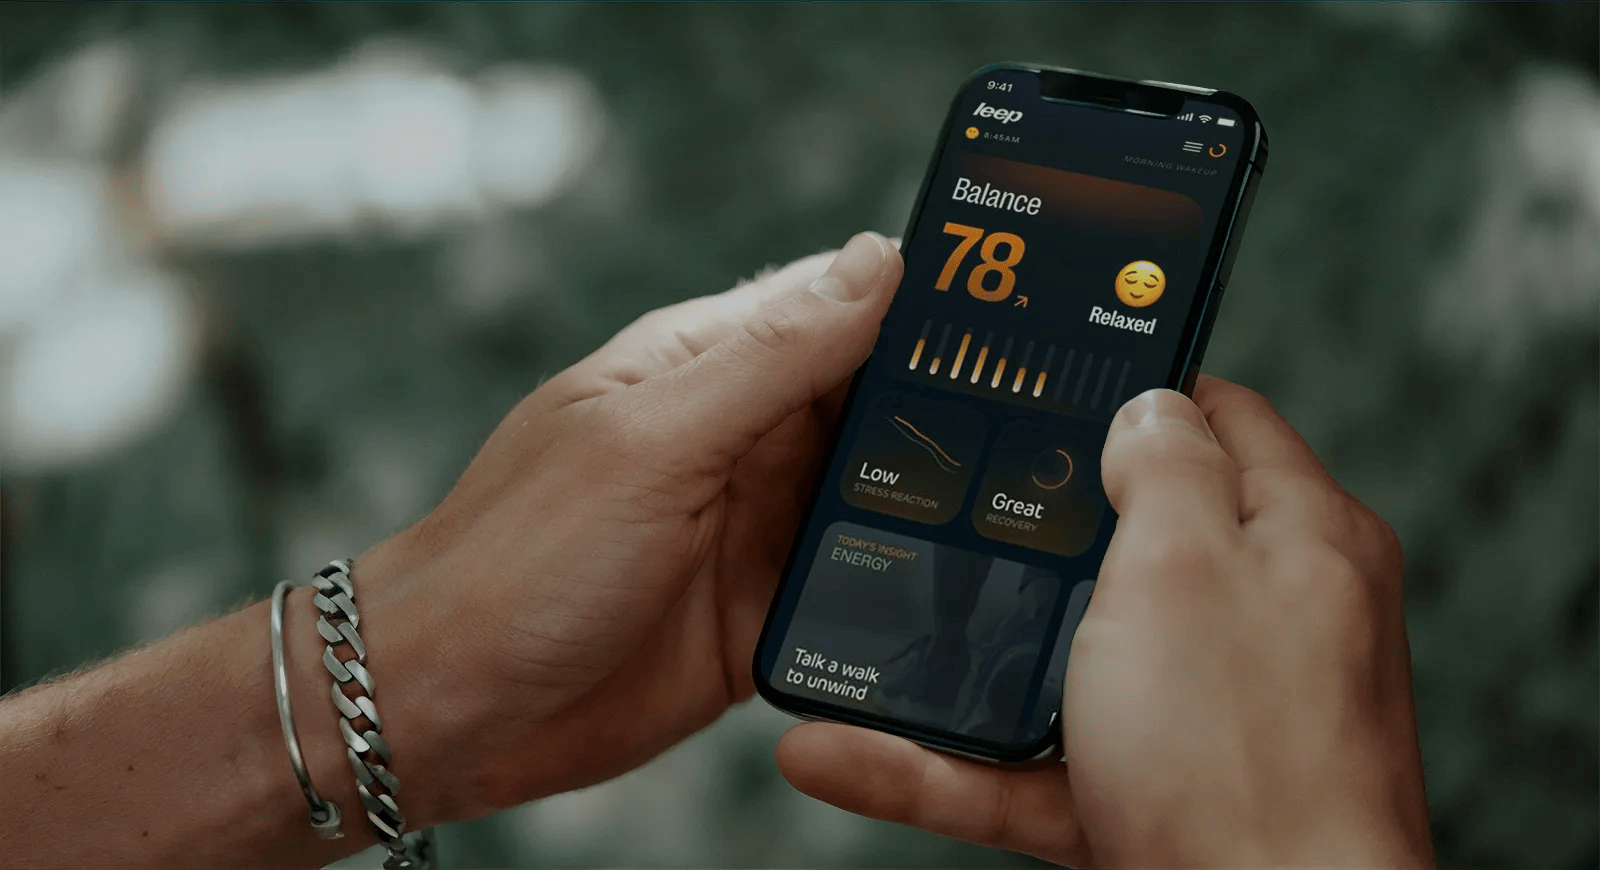 9:41
leep
8:45AM
MORNING WAKEUP
Balance
78
Relaxed
Low
STRESS REACTION
Great
RECOVERY
TODAY'S INSIGHT
ENERGY
Talk a walk
to unwind